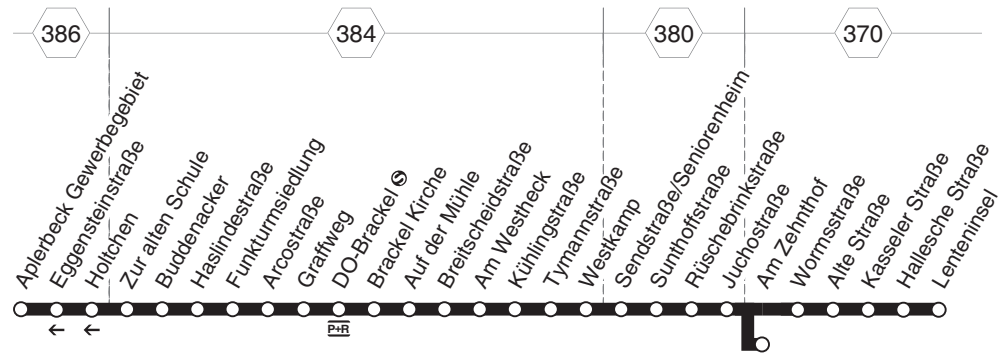 386
384
380
370
Aplerbeck Gewerbegebiet
Eggensteinstraße
Holtchen
Zur alten Schule
Buddenacker
Haslindestraße
Funkturmsiedlung
Arcostraße
Graffweg
DO-Brackel S
Brackel Kirche
Auf der Mühle
Breitscheidstraße
Am Westheck
Kühlingstraße
Tymannstraße
Westkamp
Sendstraße/Seniorenheim
Sunthoffstraße
Rüschebrinkstraße
Juchostraße
Am Zehnthof
Wormsstraße
Alte Straße
Kasseler Straße
Hallesche Straße
Lenteninsel
P+R